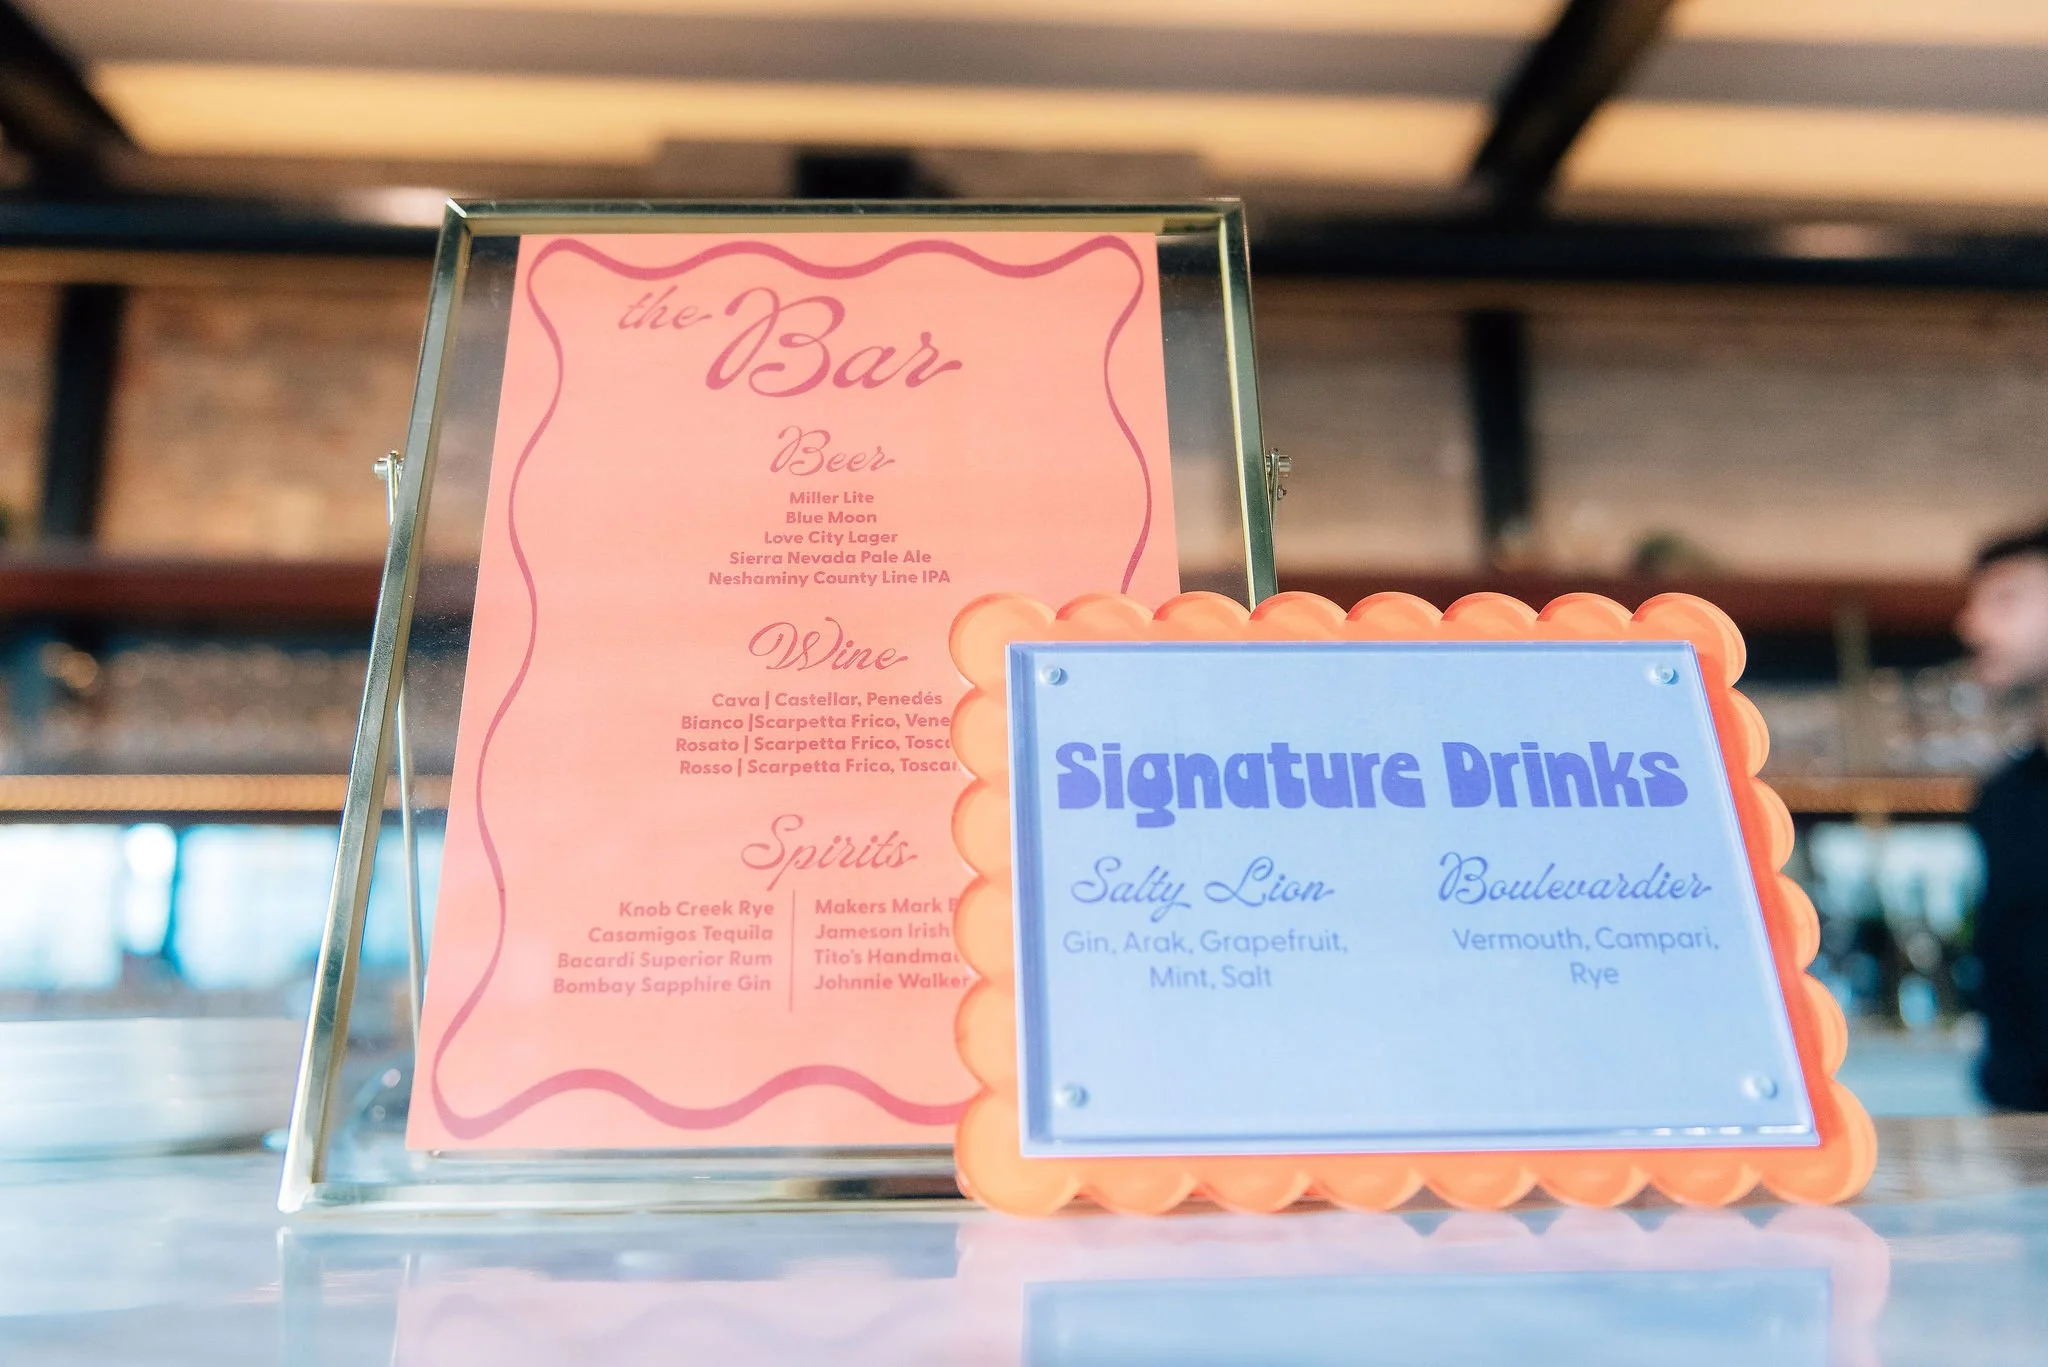 the Bar
Beer
Miller Lite
Blue Moon
Love City Lager
Sierra Nevada Pale Ale
Neshaminy County Line IPA
Wine
Cava | Castellar, Penedés
Bianco |Scarpetta Frico,
Rosato | Scarpetta Frico,
Rosso | Scarpetta Frico,
Spirits
Knob Creek Rye
Casamigos Tequila
Bacardi Superior Rum
Bombay Sapphire Gin
Makers Mark
Jameson Irish
Tito's
Johnnie Walker
Signature Drinks
Salty Lion
Gin, Arak, Grapefruit,
Mint, Salt
Boulevardier
Vermouth, Campari,
Rye